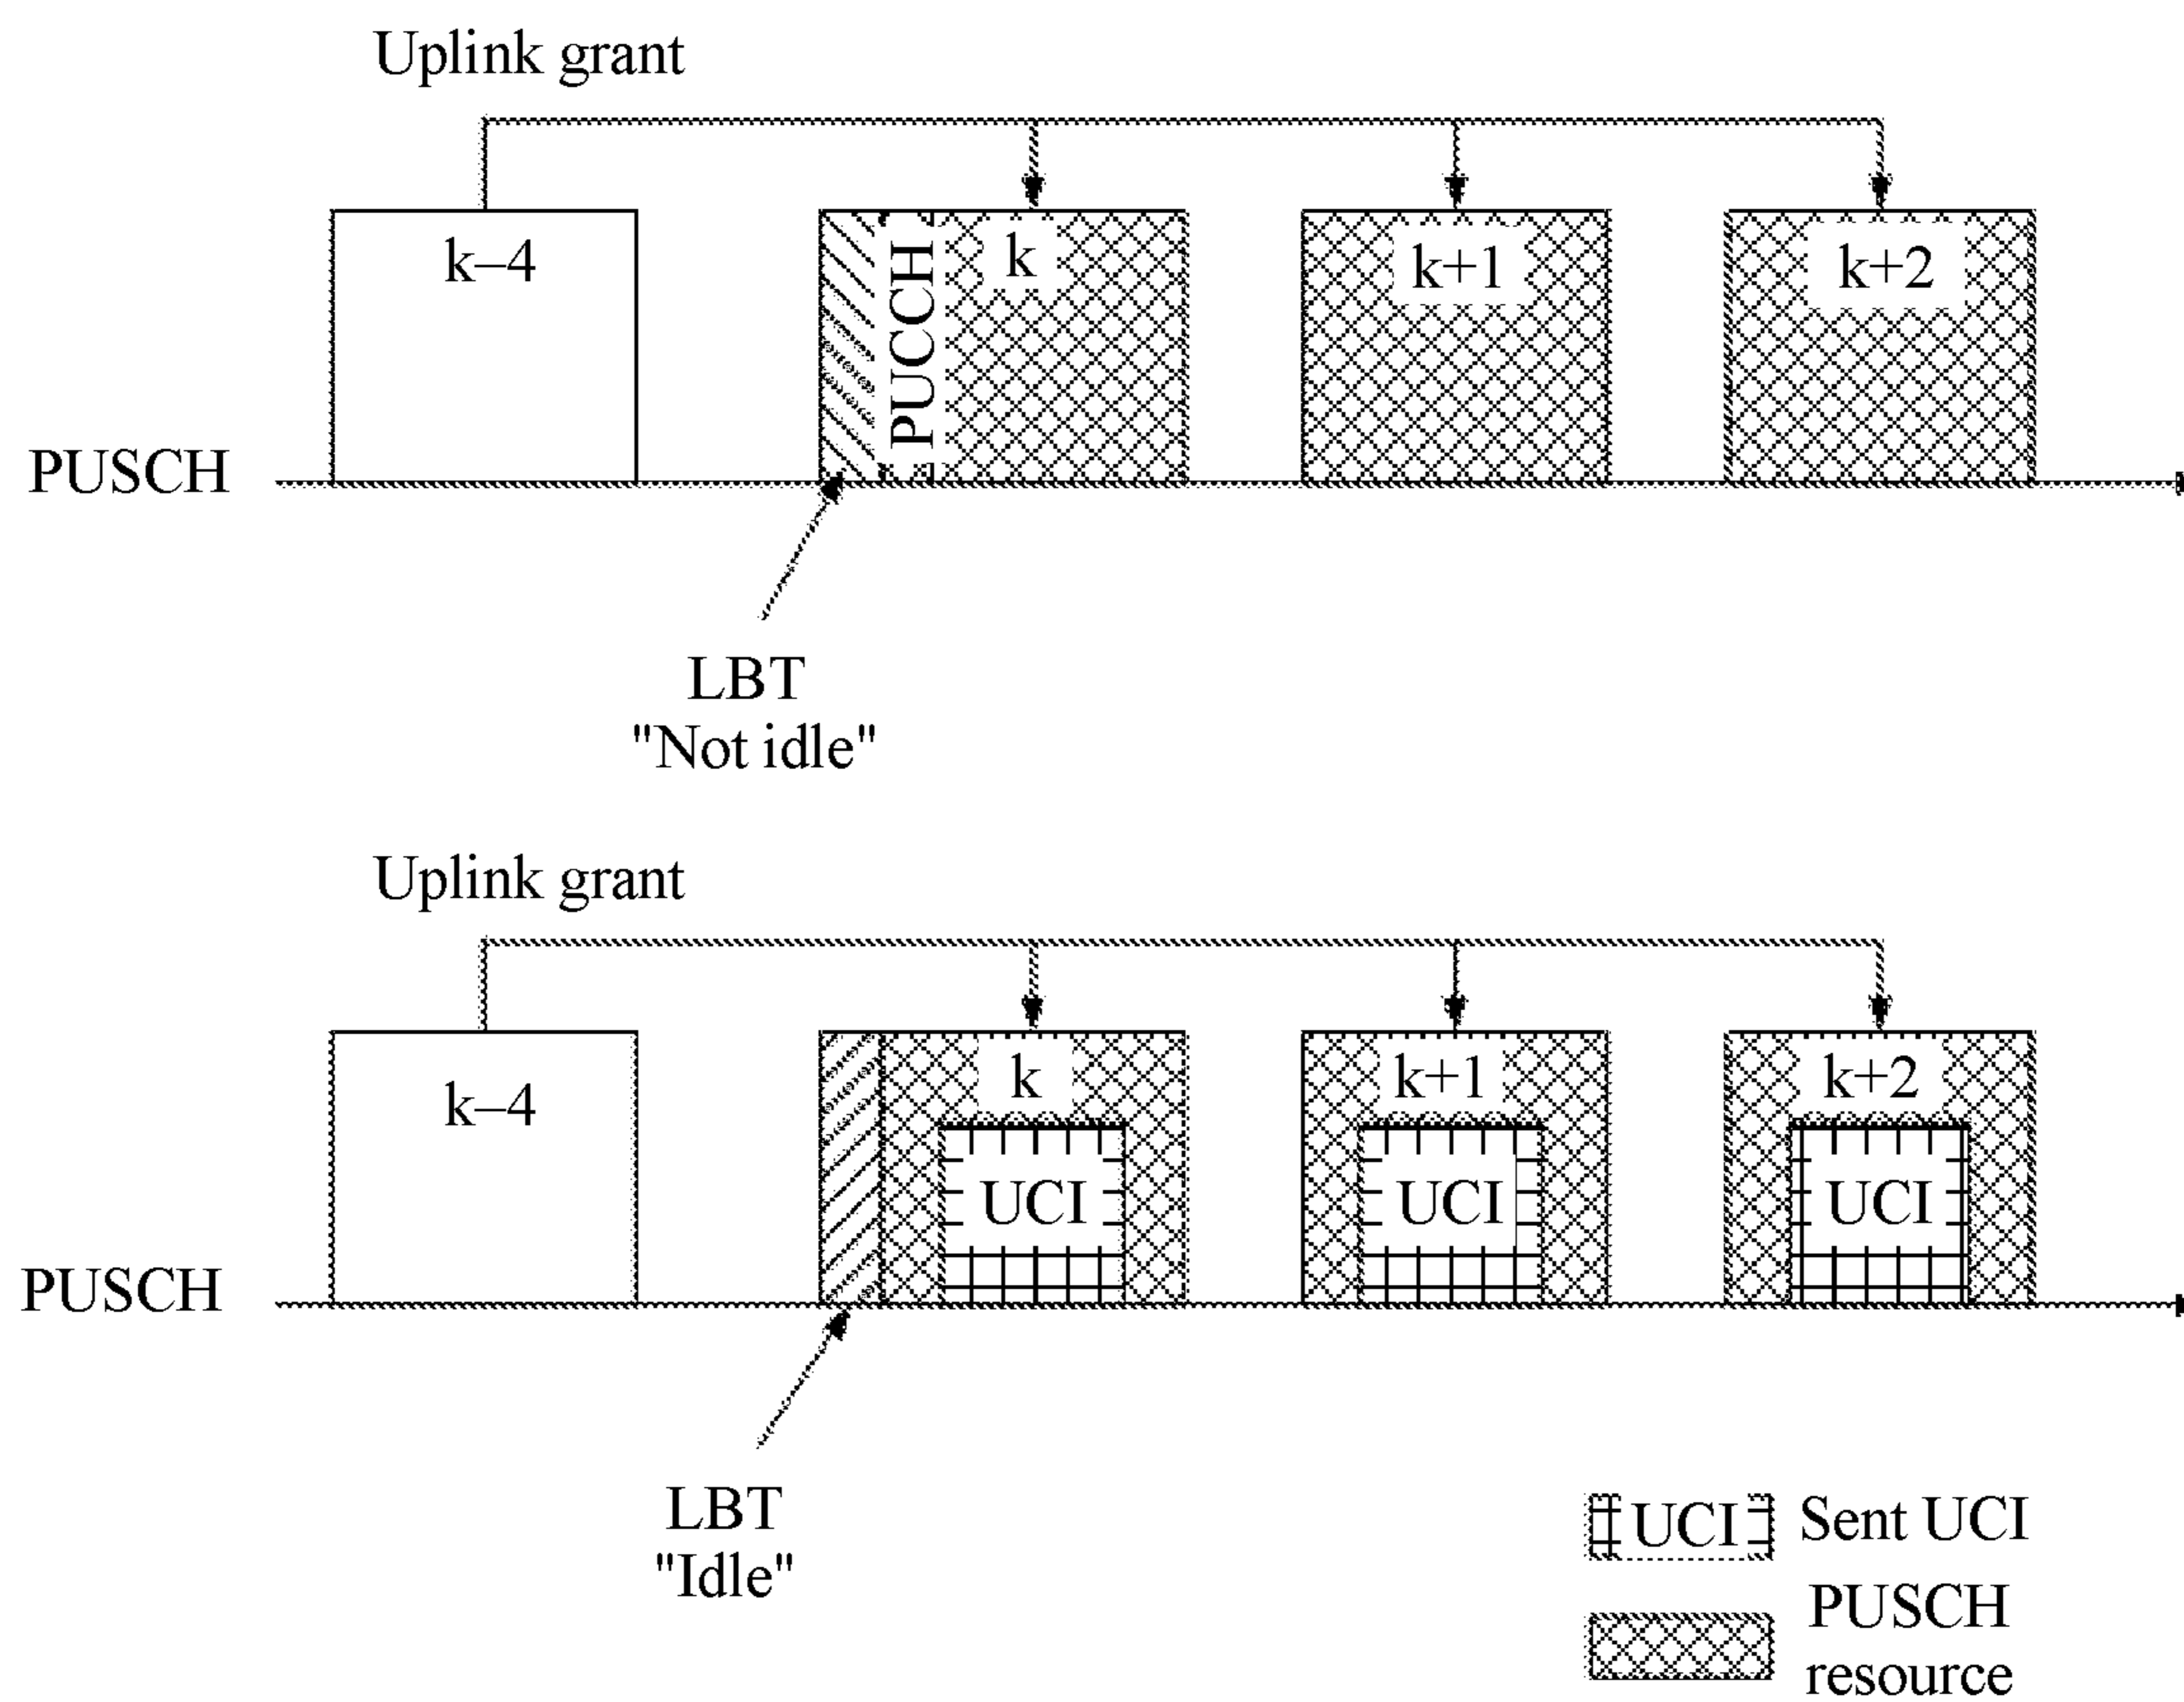 Uplink grant
k–4
PUCCH
k
k+1
k+2
PUSCH
LBT
"Not idle"
Uplink grant
k–4
k
k+1
k+2
UCI
UCI
UCI
PUSCH
LBT
"Idle"
UCI
Sent UCI
PUSCH
resource